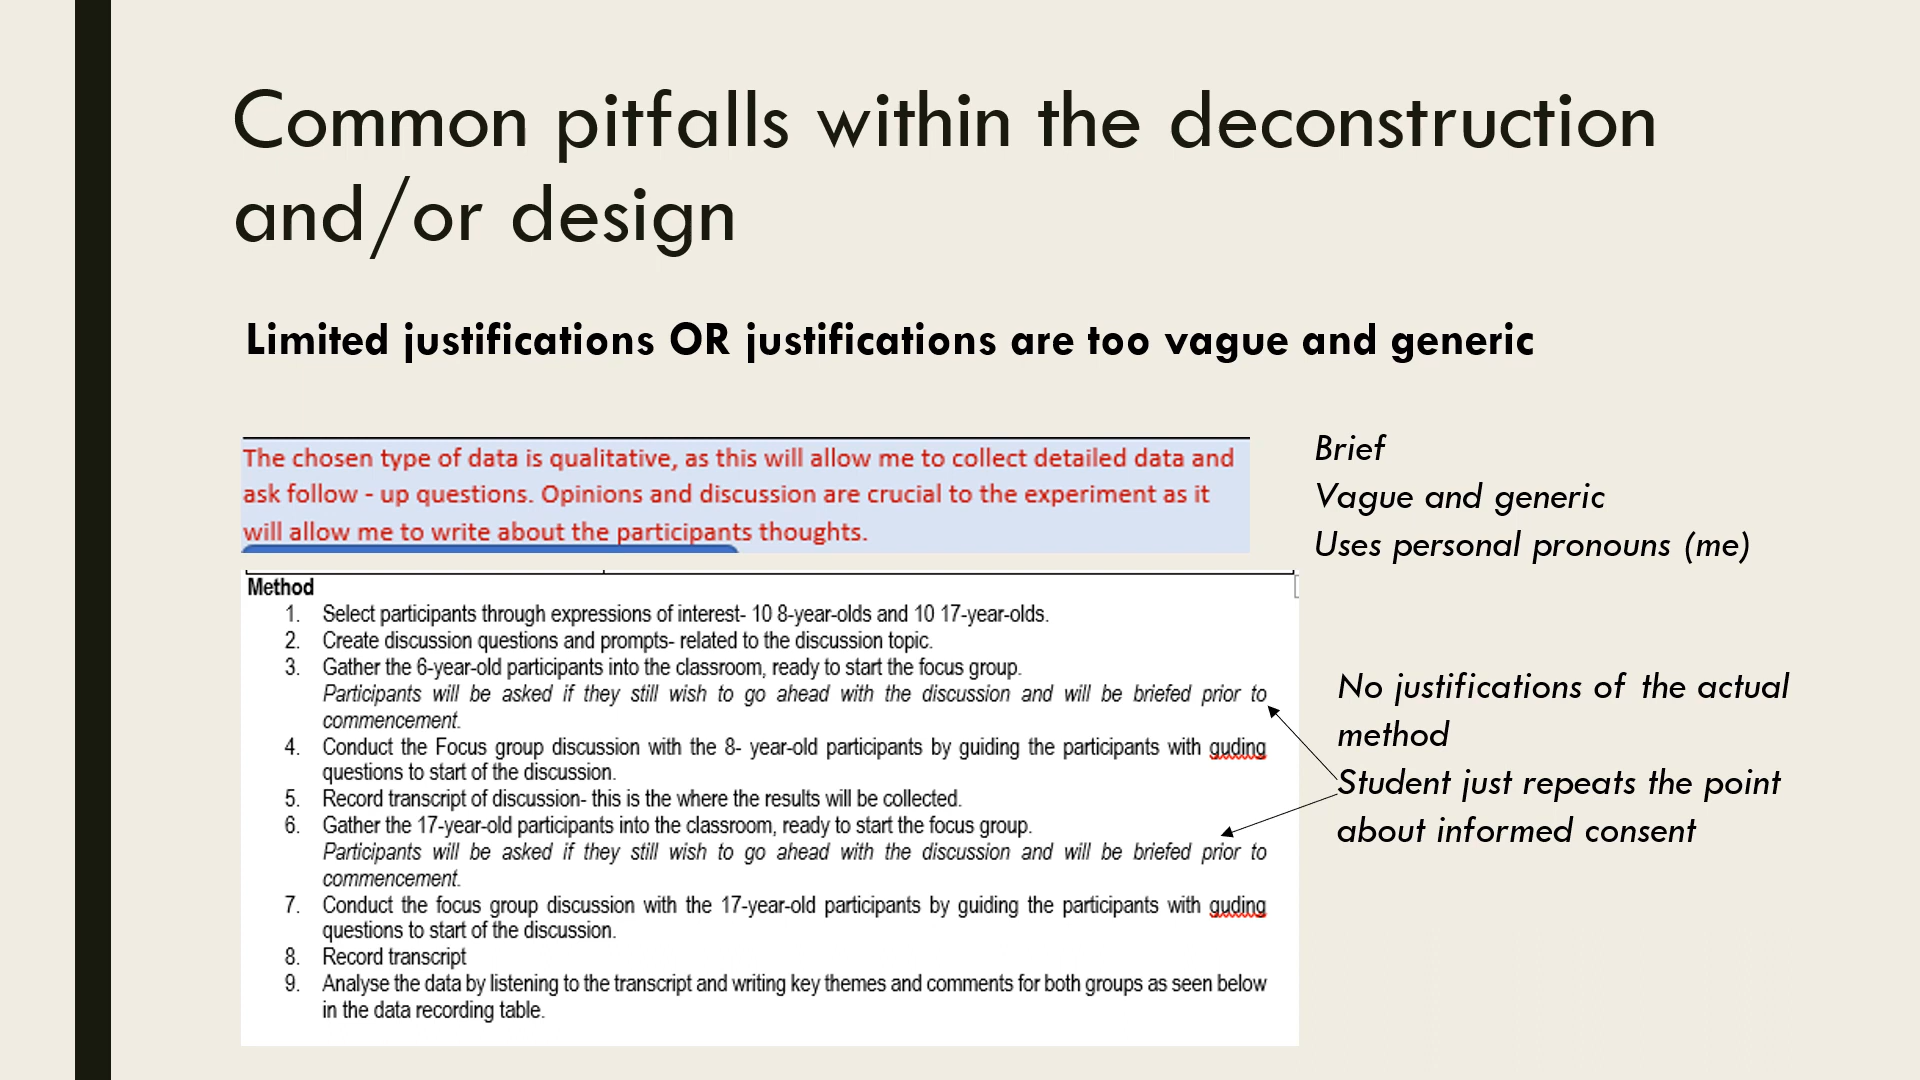 Common pitfalls within the deconstruction
and/or design
Limited justifications OR justifications are too vague and generic
The chosen type of data is qualitative, as this will allow me to collect detailed data and
ask follow - up questions. Opinions and discussion are crucial to the experiment as it
will allow me to write about the participants thoughts.
Brief
Vague and generic
Uses personal pronouns (me)
Method
1. Select participants through expressions of interest- 10 8-year-olds and 10 17-year-olds.
2. Create discussion questions and prompts- related to the discussion topic.
3. Gather the 6-year-old participants into the classroom, ready to start the focus group.
Participants will be asked if they still wish to go ahead with the discussion and will be briefed prior to
commencement.
4. Conduct the Focus group discussion with the 8- year-old participants by guiding the participants with guding
questions to start of the discussion.
5. Record transcript of discussion- this is the where the results will be collected.
6. Gather the 17-year-old participants into the classroom, ready to start the focus group.
Participants will be asked if they still wish to go ahead with the discussion and will be briefed prior to
commencement.
7. Conduct the focus group discussion with the 17-year-old participants by guiding the participants with guding
questions to start of the discussion.
8. Record transcript
9. Analyse the data by listening to the transcript and writing key themes and comments for both groups as seen below
in the data recording table.
No justifications of the actual
method
Student just repeats the point
about informed consent